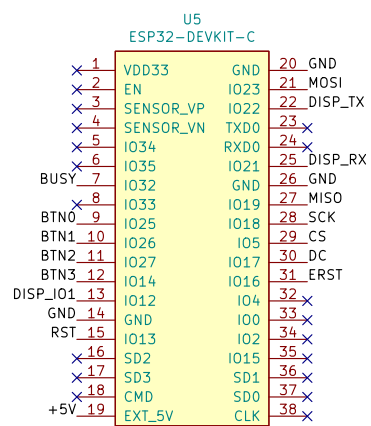 U5
ESP32-DEVKIT-C
1 VDD33 GND 20 GND
2 EN IO23 21 MOSI
3 SENSOR_VP IO22 22 DISP_TX
4 SENSOR_VN TXD0 23
5 IO34 RXD0 24
6 IO35 IO21 25 DISP_RX
BUSY 7 IO32 GND 26 GND
8 IO33 IO19 27 MISO
BTN0 9 IO25 IO18 28 SCK
BTN1 10 IO26 IO5 29 CS
BTN2 11 IO27 IO17 30 DC
BTN3 12 IO14 IO16 31 ERST
DISP_IO1 13 IO12 IO4 32
GND 14 GND IO0 33
RST 15 IO13 IO2 34
16 SD2 IO15 35
17 SD3 SD1 36
18 CMD SD0 37
+5V 19 EXT_5V CLK 38